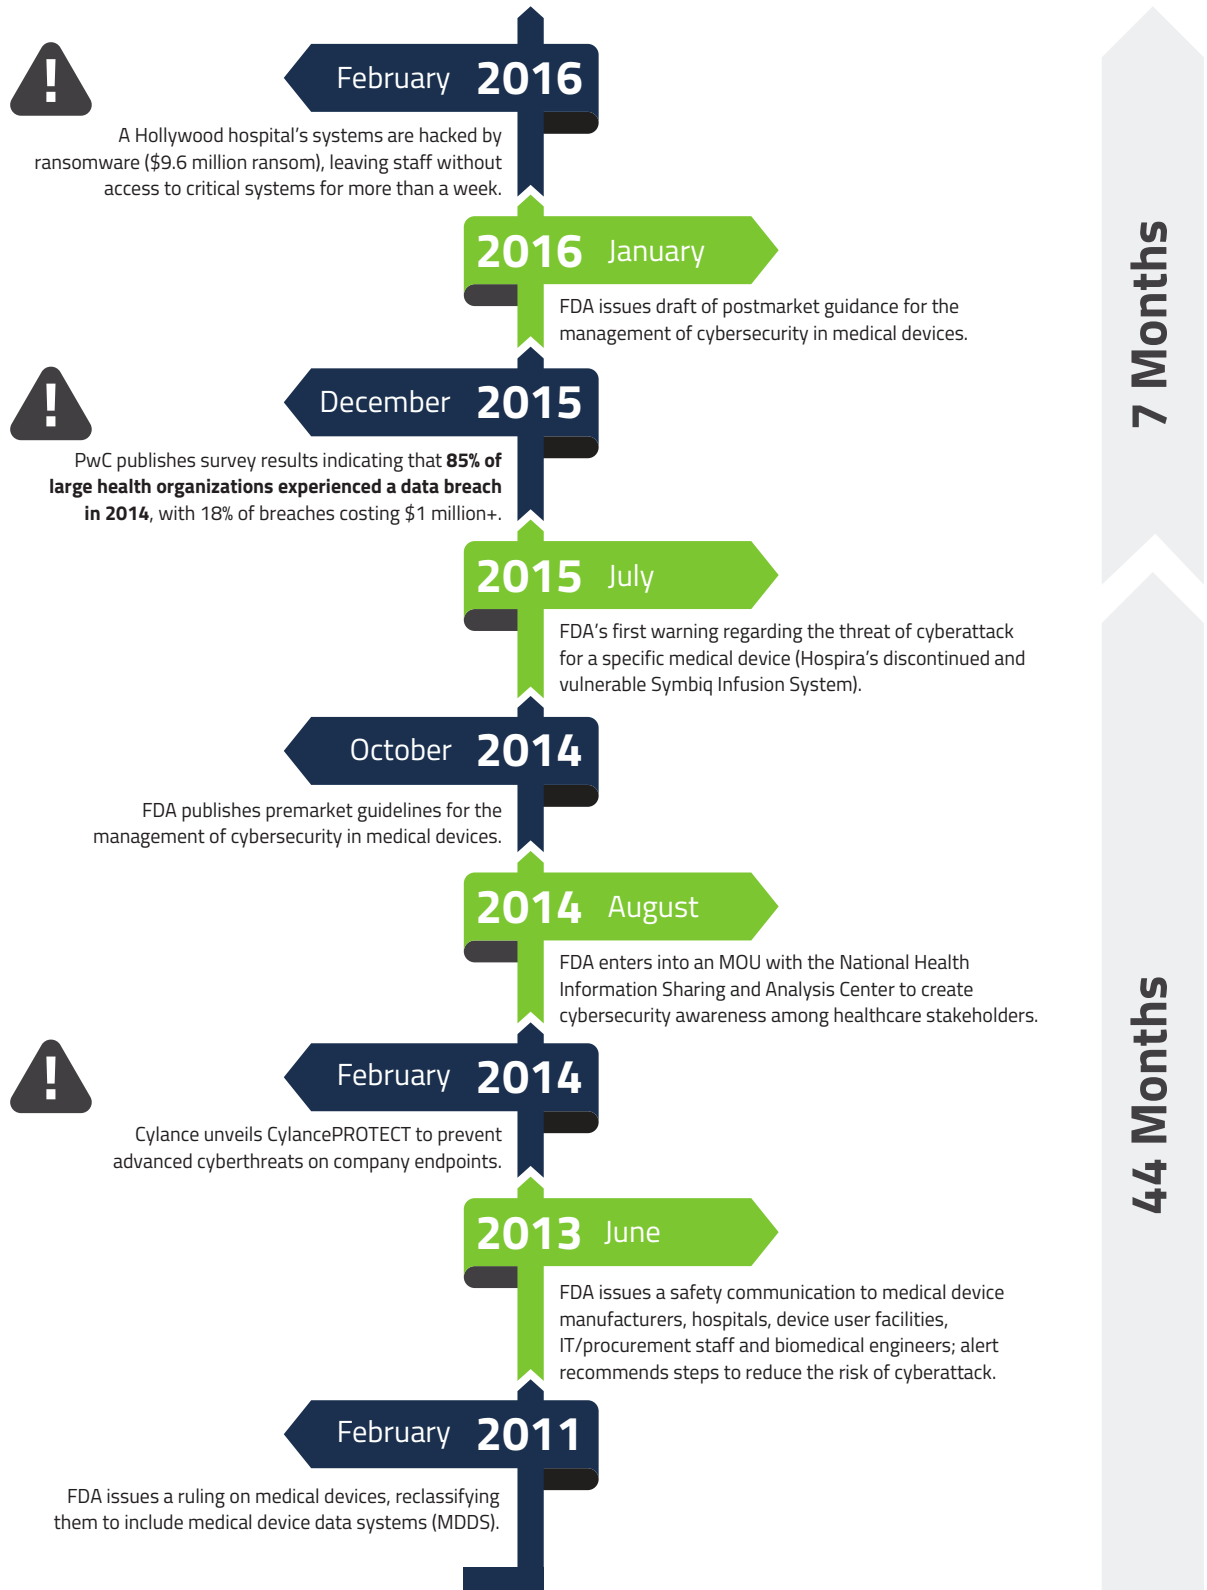 February 2016
A Hollywood hospital's systems are hacked by
ransomware ($9.6 million ransom), leaving staff without
access to critical systems for more than a week.
2016 January
FDA issues draft of postmarket guidance for the
management of cybersecurity in medical devices.
December 2015
PwC publishes survey results indicating that 85% of
large health organizations experienced a data breach
in 2014, with 18% of breaches costing $1 million+.
2015 July
FDA's first warning regarding the threat of cyberattack
for a specific medical device (Hospira's discontinued and
vulnerable Symbiq Infusion System).
7 Months
October 2014
FDA publishes premarket guidelines for the
management of cybersecurity in medical devices.
2014 August
FDA enters into an MOU with the National Health
Information Sharing and Analysis Center to create
cybersecurity awareness among healthcare stakeholders.
February 2014
Cylance unveils CylancePROTECT to prevent
advanced cyberthreats on company endpoints.
2013 June
FDA issues a safety communication to medical device
manufacturers, hospitals, device user facilities,
IT/procurement staff and biomedical engineers; alert
recommends steps to reduce the risk of cyberattack.
February 2011
FDA issues a ruling on medical devices, reclassifying
them to include medical device data systems (MDDS).
44 Months